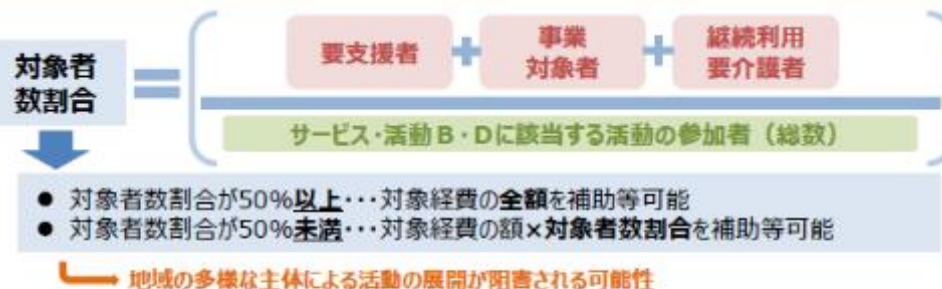 対象者
数割合
=
要支援者
+
事業
対象者
+
継続利用
要介護者
サービス・活動B・Dに該当する活動の参加者（総数）
● 対象者数割合が50%以上･･･対象経費の全額を補助等可能
● 対象者数割合が50%未満･･･対象経費の額×対象者数割合を補助等可能
地域の多様な主体による活動の展開が阻害される可能性